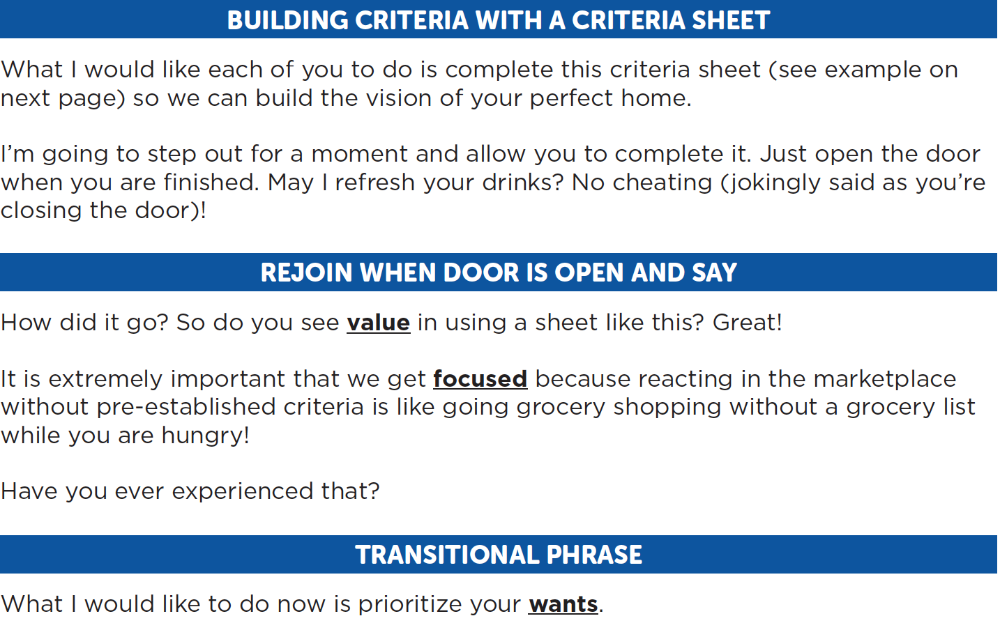 BUILDING CRITERIA WITH A CRITERIA SHEET
What I would like each of you to do is complete this criteria sheet (see example on
next page) so we can build the vision of your perfect home.
I’m going to step out for a moment and allow you to complete it. Just open the door
when you are finished. May I refresh your drinks? No cheating (jokingly said as you’re
closing the door)!
REJOIN WHEN DOOR IS OPEN AND SAY
How did it go? So do you see value in using a sheet like this? Great!
It is extremely important that we get focused because reacting in the marketplace
without pre-established criteria is like going grocery shopping without a grocery list
while you are hungry!
Have you ever experienced that?
TRANSITIONAL PHRASE
What I would like to do now is prioritize your wants.